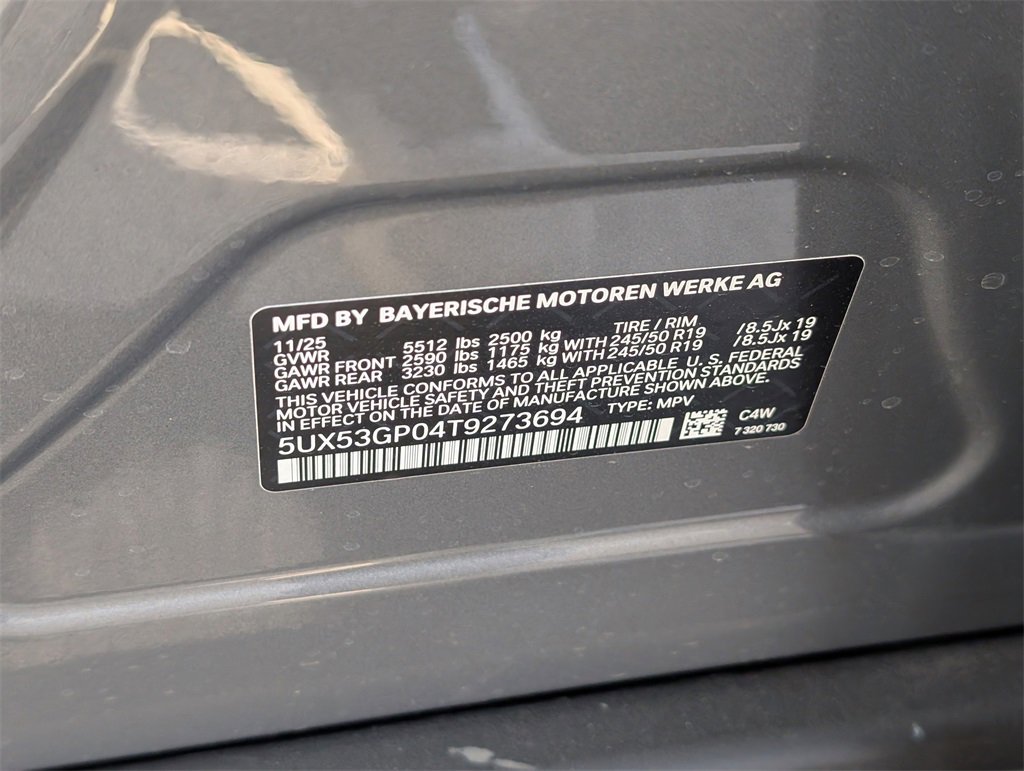 MFD BY BAYERISCHE MOTOREN WERKE AG
11/25 TIRE / RIM
GVWR 5512 lbs 2500 kg
GAWR FRONT 2590 lbs 1175 kg WITH 245/50 R19 /8.5Jx 19
GAWR REAR 3230 lbs 1465 kg WITH 245/50 R19 /8.5Jx 19
THIS VEHICLE CONFORMS TO ALL APPLICABLE U. S. FEDERAL
MOTOR VEHICLE SAFETY AND THEFT PREVENTION STANDARDS
IN EFFECT ON THE DATE OF MANUFACTURE SHOWN ABOVE.
5UX53GP04T9273694 TYPE: MPV C4W
7 320 730